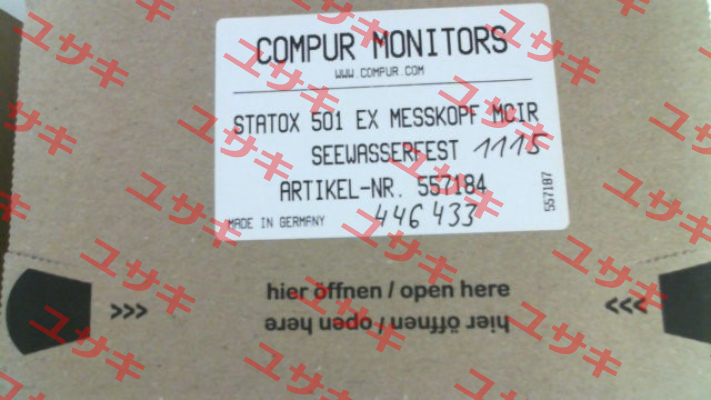 COMPUR MONITORS
WWW.COMPUR.COM
STATOX 501 EX MESSKOPF MCIR
SEEWASSERFEST 1115
ARTIKEL-NR. 557184
557187
MADE IN GERMANY 446433
hier öffnen / open here
<<< >>>
hier öffnen / open here
ユサキ